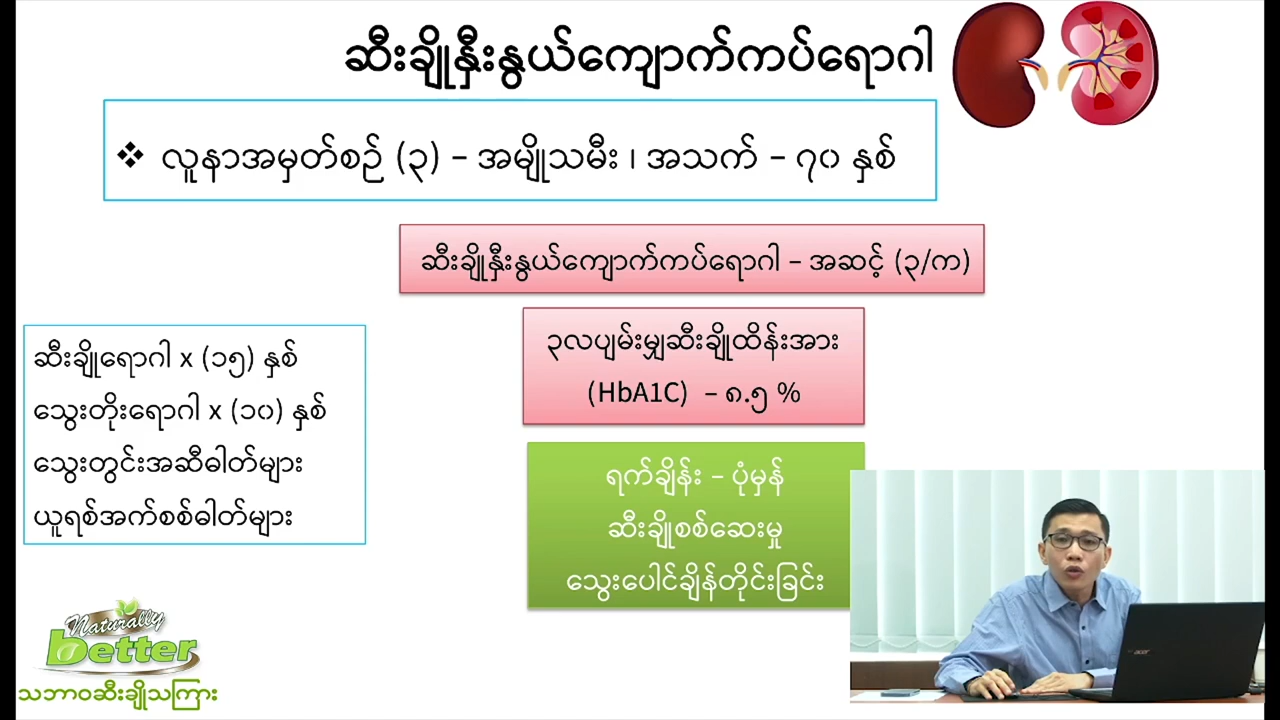 ဆီးချိုနှီးနွယ်ကျောက်ကပ်ရောဂါ
❖ လူနာအမှတ်စဉ် (၃) – အမျိုသမီး ၊ အသက် – ၇၀ နှစ်
ဆီးချိုနှီးနွယ်ကျောက်ကပ်ရောဂါ – အဆင့် (၃/က)
၃လပျမ်းမျှဆီးချိုထိန်းအား
(HbA1C) – ၈.၅ %
ဆီးချိုရောဂါ x (၁၅) နှစ်
သွေးတိုးရောဂါ x (၁၀) နှစ်
သွေးတွင်းအဆီဓါတ်များ
ယူရစ်အက်စစ်ဓါတ်များ
ရက်ချိန်း – ပုံမှန်
ဆီးချိုစစ်ဆေးမှု
သွေးပေါင်ချိန်တိုင်းခြင်း
Naturally
better
သဘာဝဆီးချိုသကြား
acer